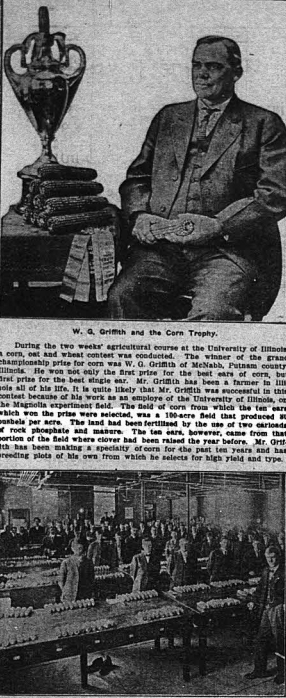 W. G. Griffith and the Corn Trophy.
During the two weeks' agricultural course at the University of Illinois
a corn, oat and wheat contest was conducted. The winner of the grand
championship prize for corn was W. G. Griffith of McNabb, Putnam county
Illinois. He won not only the first prize for the best ears of corn, but
first prize for the best single ear. Mr. Griffith has been a farmer in Illi
nois all of his life. It is quite likely that Mr. Griffith was successful in this
contest because of his work as an employe of the University of Illinois, on
the Magnolia experiment field. The field of corn from which the ten ears
which won the prize were selected, was a 100-acre field that produced
bushels per acre. The land had been fertilized by the use of two carloads
of rock phosphate and manure. The ten ears, however, came from that
portion of the field where clover had been raised the year before. Mr. Grif-
ith has been making a specialty of corn for the past ten years and has
breeding plots of his own from which he selects for high yield and type.